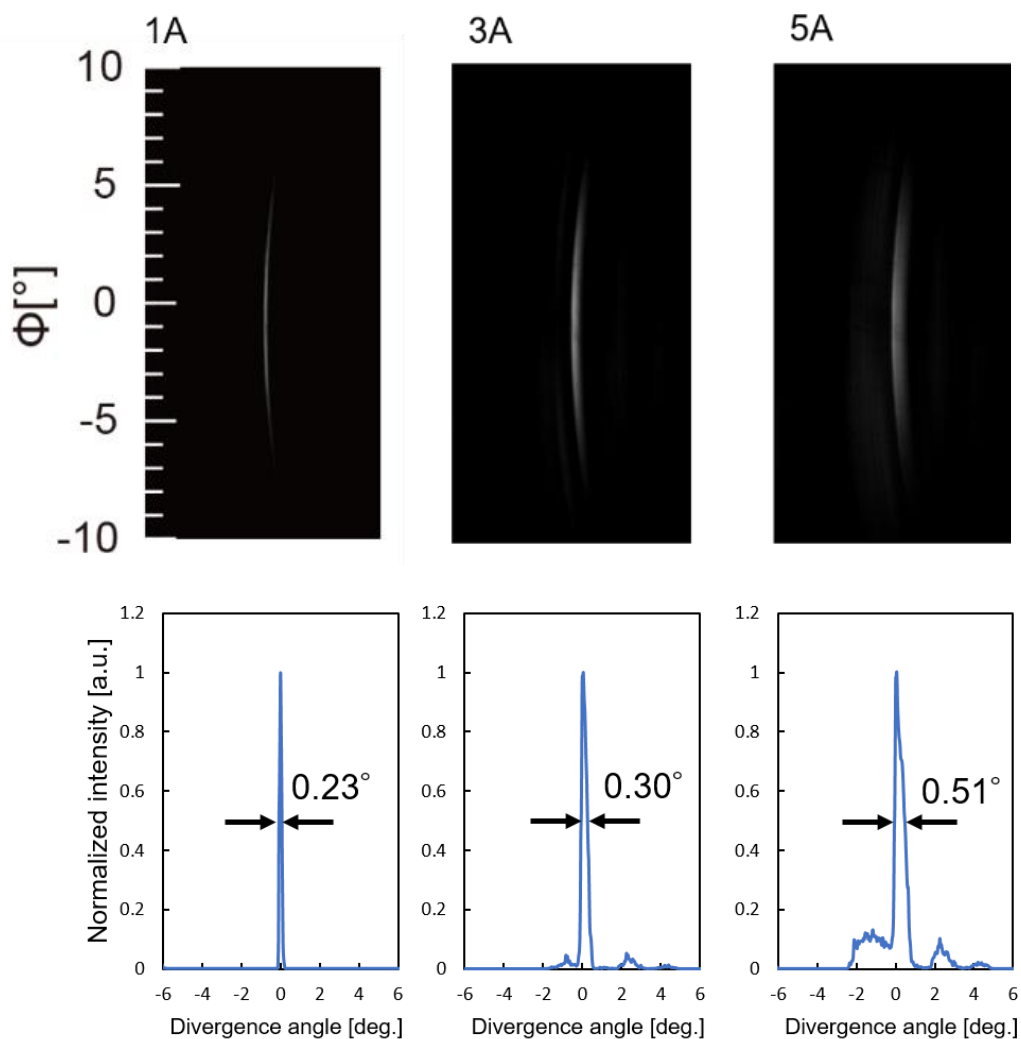 1A
3A
5A
10
5
0
-5
-10
Φ[°]
1.2
1
0.8
0.6
0.4
0.2
0
Normalized intensity [a.u.]
0.23°
-6 -4 -2 0 2 4 6
Divergence angle [deg.]
1.2
1
0.8
0.6
0.4
0.2
0
0.30°
-6 -4 -2 0 2 4 6
Divergence angle [deg.]
1.2
1
0.8
0.6
0.4
0.2
0
0.51°
-6 -4 -2 0 2 4 6
Divergence angle [deg.]